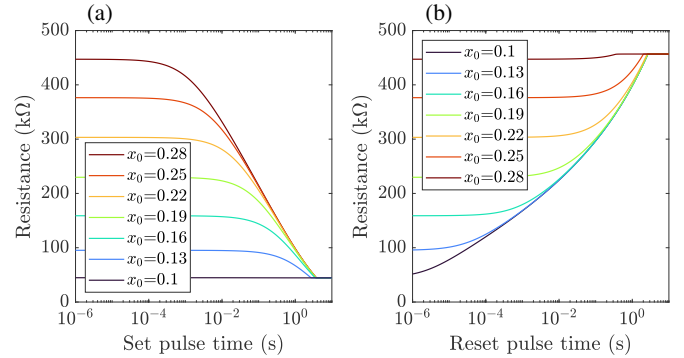 (a)
(b)
Resistance (kΩ)
500
400
300
200
100
0
x₀=0.28
x₀=0.25
x₀=0.22
x₀=0.19
x₀=0.16
x₀=0.13
x₀=0.1
10⁻⁶ 10⁻⁴ 10⁻² 10⁰
Set pulse time (s)
Resistance (kΩ)
500
400
300
200
100
0
x₀=0.1
x₀=0.13
x₀=0.16
x₀=0.19
x₀=0.22
x₀=0.25
x₀=0.28
10⁻⁶ 10⁻⁴ 10⁻² 10⁰
Reset pulse time (s)